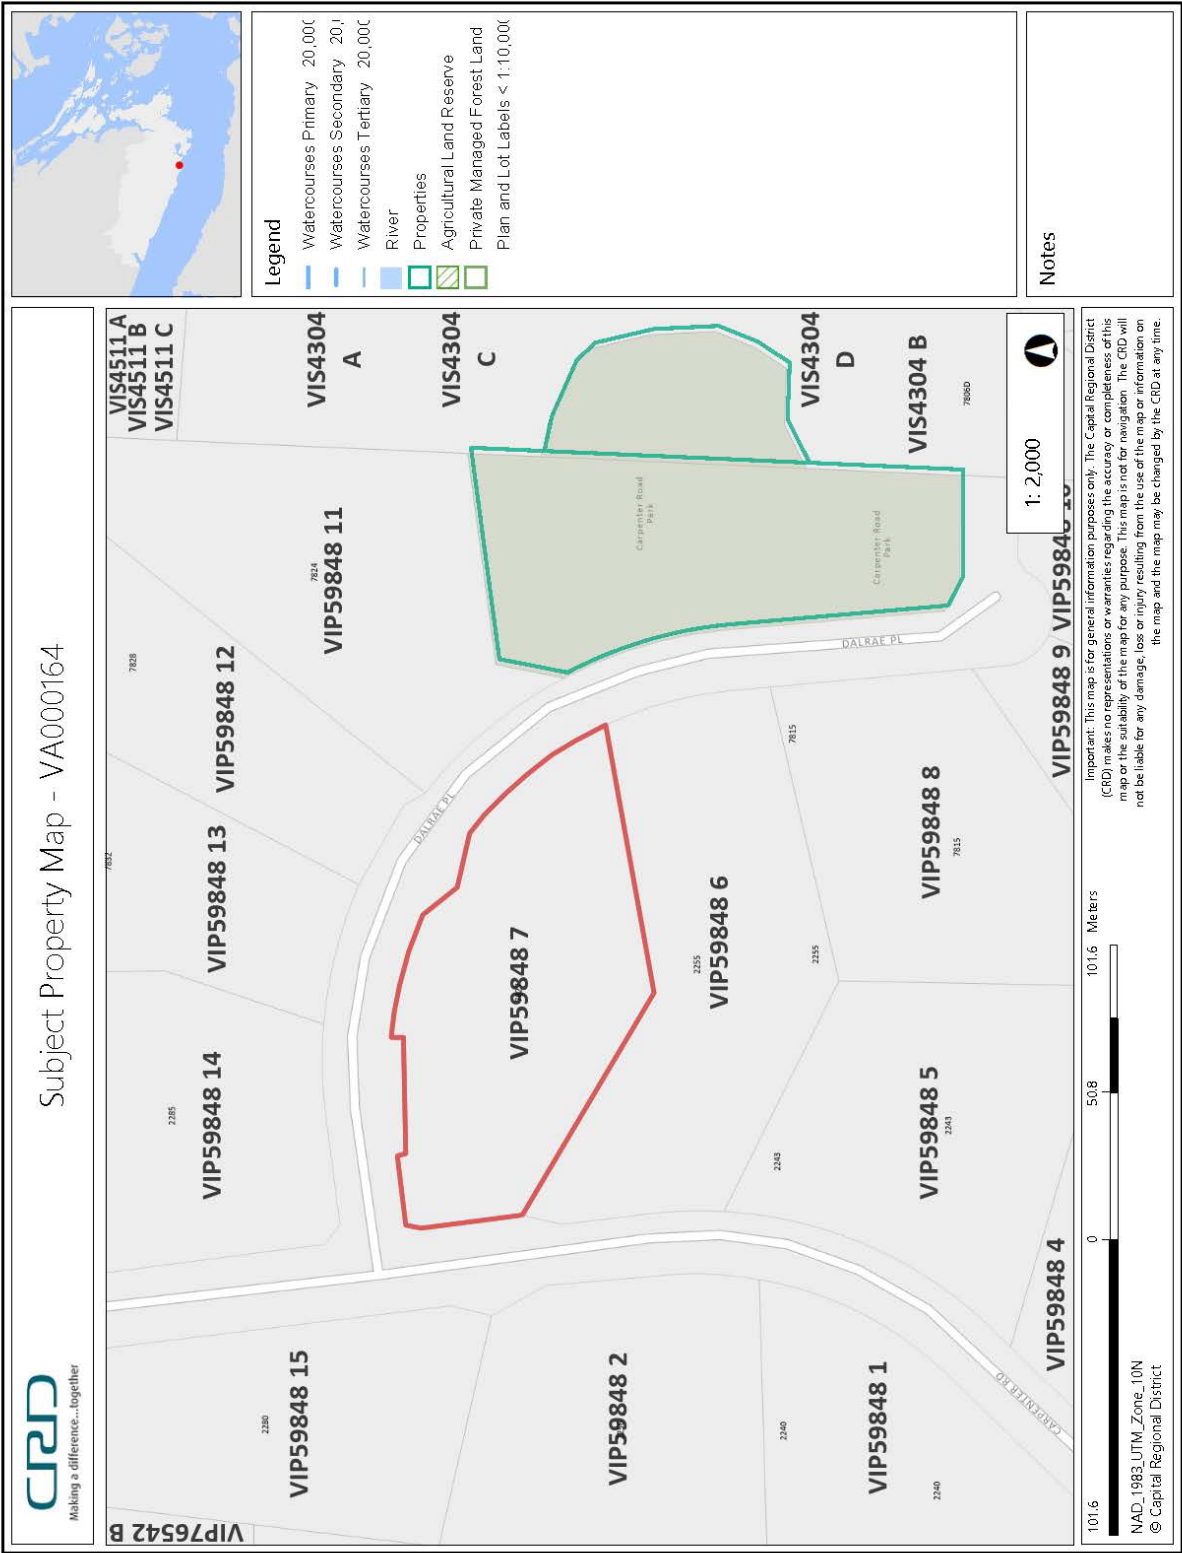 CRD
Making a difference...together
Subject Property Map - VA000164
VIP76542 B
2280
VIP59848 15
VIP59848 2
2240
VIP59848 1
2240
CARPENTER RD
VIP59848 4
2285
VIP59848 14
7832
VIP59848 13
7828
VIP59848 12
7824
VIP59848 11
VIS4511 A
VIS4511 B
VIS4511 C
VIS4304
A
VIS4304
C
VIS4304
D
VIS4304 B
7806D
DALRAE PL
DALRAE PL
VIP59848 7
2255
VIP59848 6
2255
2243
VIP59848 5
2243
7815
VIP59848 8
7815
VIP59848 9
VIP59848 10
Carpenter Road
Park
Carpenter Road
Park
1: 2,000
Legend
Watercourses Primary 20,000
Watercourses Secondary 20,
Watercourses Tertiary 20,000
River
Properties
Agricultural Land Reserve
Private Managed Forest Land
Plan and Lot Labels < 1:10,000
Notes
101.6
0
50.8
101.6
Meters
NAD_1983_UTM_Zone_10N
© Capital Regional District
Important: This map is for general information purposes only. The Capital Regional District
(CRD) makes no representations or warranties regarding the accuracy or completeness of this
map or the suitability of the map for any purpose. This map is not for navigation. The CRD will
not be liable for any damage, loss or injury resulting from the use of the map or information on
the map and the map may be changed by the CRD at any time.